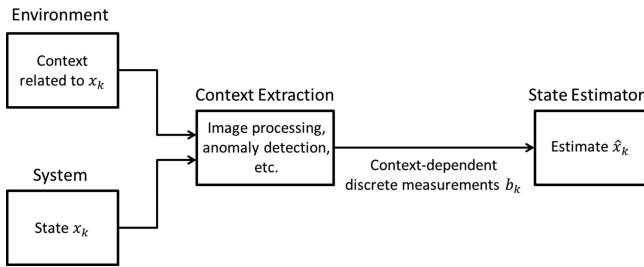 Environment
Context
related to $x_k$
System
State $x_k$
Context Extraction
Image processing,
anomaly detection,
etc.
Context-dependent
discrete measurements $b_k$
State Estimator
Estimate $\hat{x}_k$